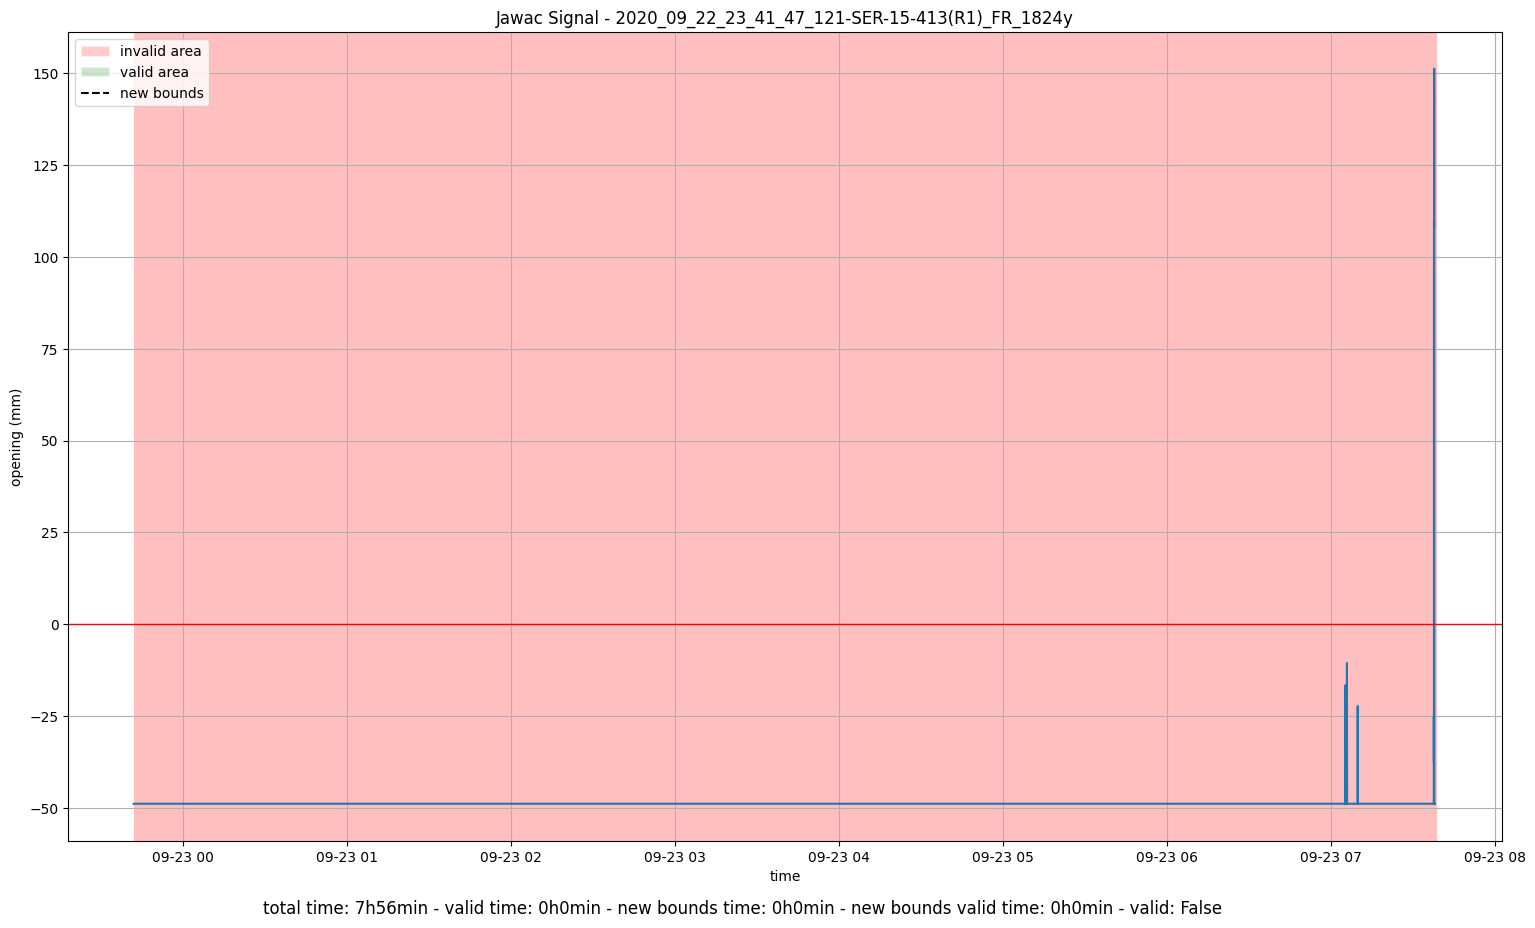 Jawac Signal - 2020_09_22_23_41_47_121-SER-15-413(R1)_FR_1824y
invalid area
valid area
new bounds
150
125
100
75
50
25
0
−25
−50
opening (mm)
09-23 00
09-23 01
09-23 02
09-23 03
09-23 04
09-23 05
09-23 06
09-23 07
09-23 08
time
total time: 7h56min - valid time: 0h0min - new bounds time: 0h0min - new bounds valid time: 0h0min - valid: False